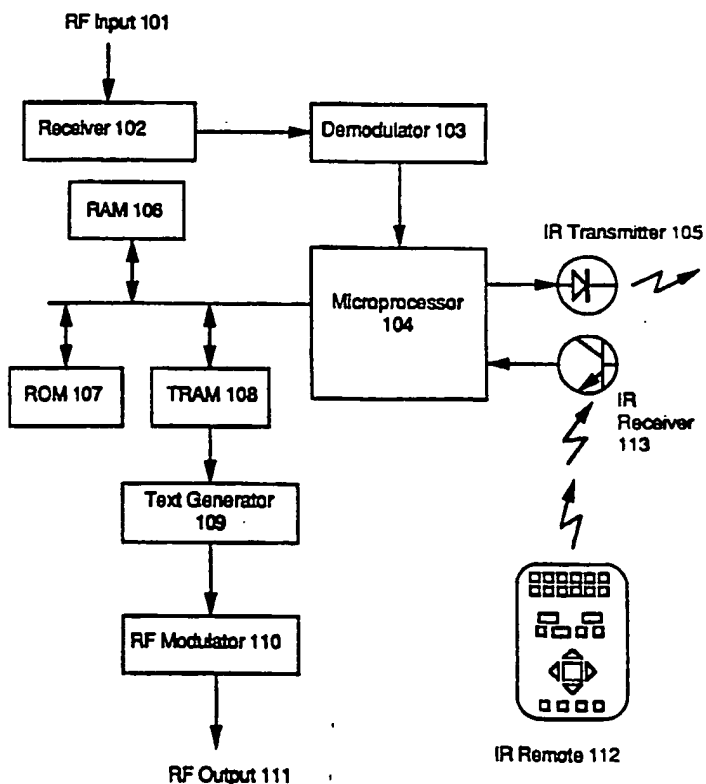 RF Input 101
Receiver 102
Demodulator 103
RAM 106
IR Transmitter 105
Microprocessor
104
ROM 107
TRAM 108
IR
Receiver
113
Text Generator
109
RF Modulator 110
RF Output 111
IR Remote 112